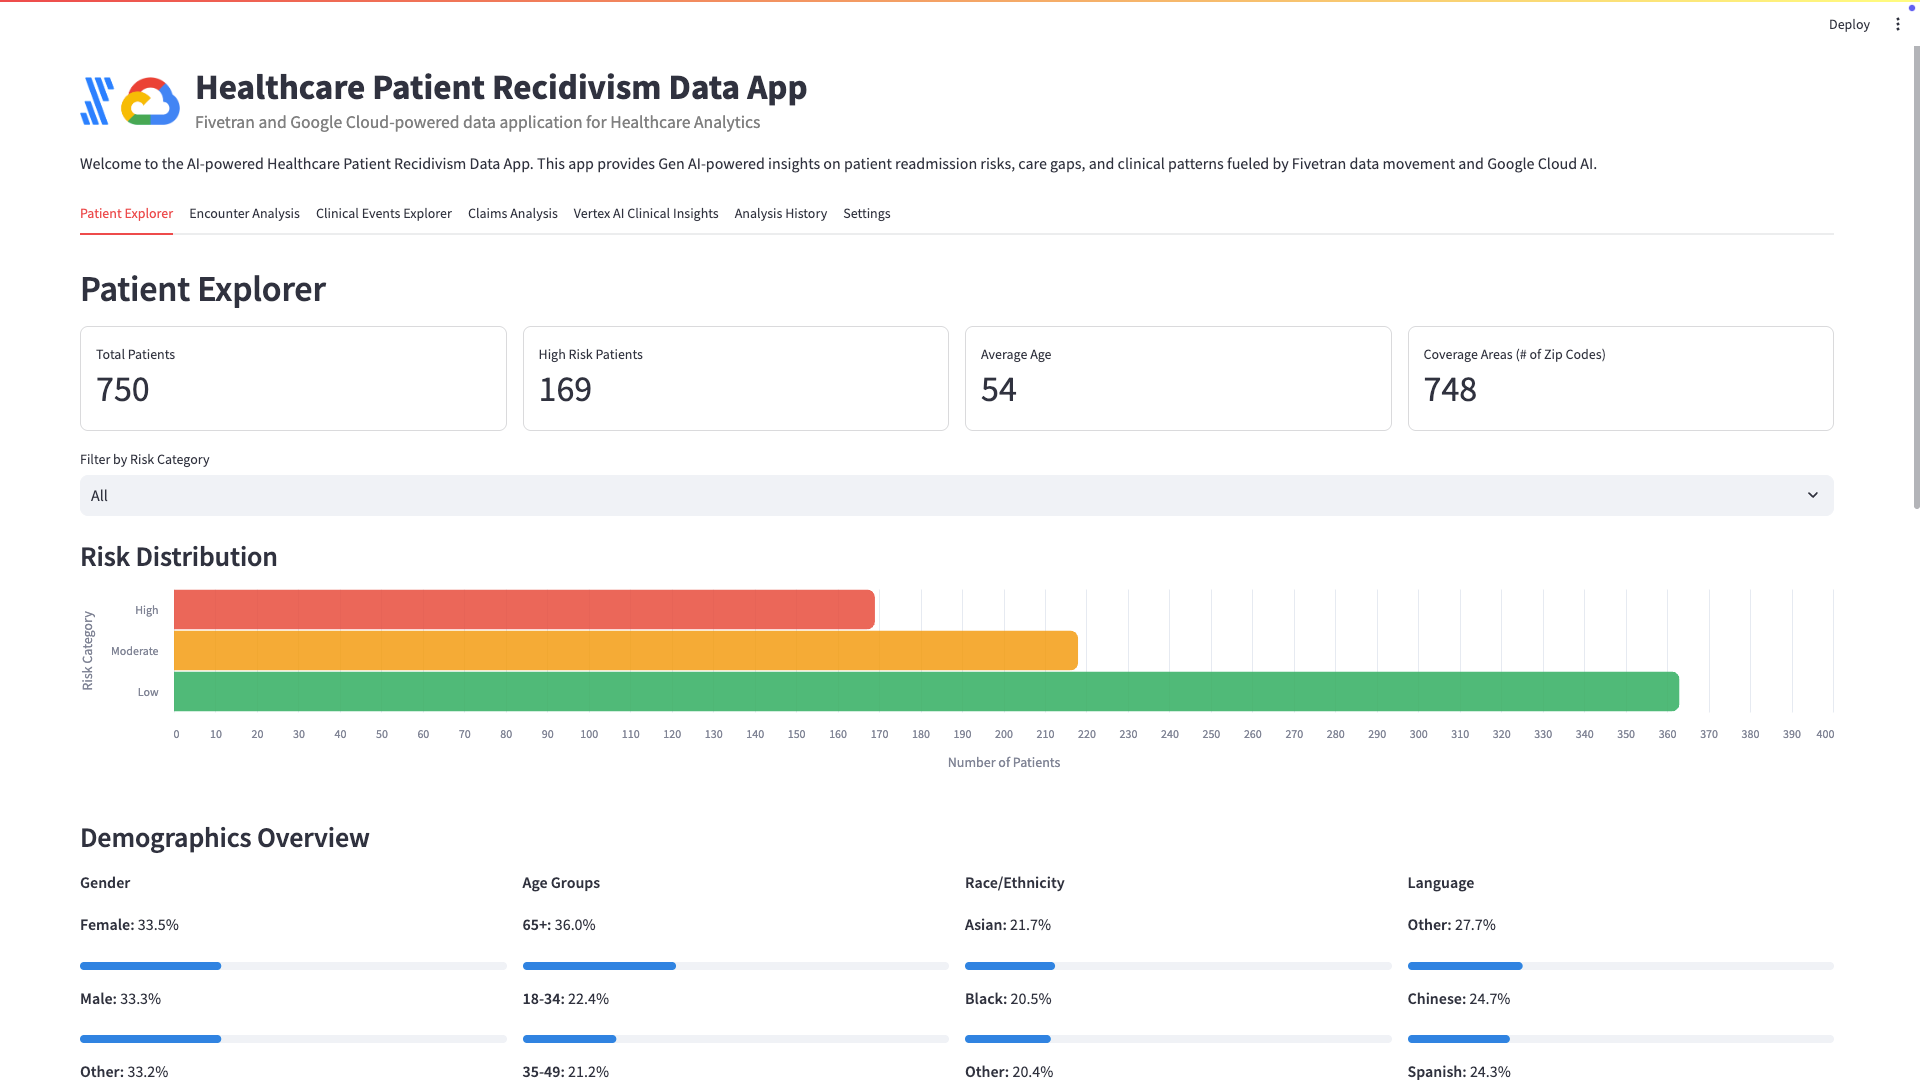 Deploy
Healthcare Patient Recidivism Data App
Fivetran and Google Cloud-powered data application for Healthcare Analytics
Welcome to the AI-powered Healthcare Patient Recidivism Data App. This app provides Gen AI-powered insights on patient readmission risks, care gaps, and clinical patterns fueled by Fivetran data movement and Google Cloud AI.
Patient Explorer Encounter Analysis Clinical Events Explorer Claims Analysis Vertex AI Clinical Insights Analysis History Settings
Patient Explorer
Total Patients
750
High Risk Patients
169
Average Age
54
Coverage Areas (# of Zip Codes)
748
Filter by Risk Category
All
Risk Distribution
Risk Category
High
Moderate
Low
0 10 20 30 40 50 60 70 80 90 100 110 120 130 140 150 160 170 180 190 200 210 220 230 240 250 260 270 280 290 300 310 320 330 340 350 360 370 380 390 400
Number of Patients
Demographics Overview
Gender
Female: 33.5%
Male: 33.3%
Other: 33.2%
Age Groups
65+: 36.0%
18-34: 22.4%
35-49: 21.2%
Race/Ethnicity
Asian: 21.7%
Black: 20.5%
Other: 20.4%
Language
Other: 27.7%
Chinese: 24.7%
Spanish: 24.3%